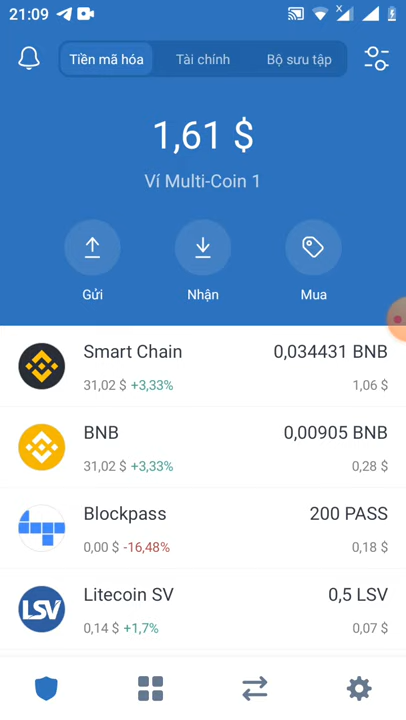 21:09
Tiền mã hóa Tài chính Bộ sưu tập
1,61 $
Ví Multi-Coin 1
Gửi Nhận Mua
Smart Chain 0,034431 BNB
31,02 $ +3,33% 1,06 $
BNB 0,00905 BNB
31,02 $ +3,33% 0,28 $
Blockpass 200 PASS
0,00 $ -16,48% 0,18 $
Litecoin SV 0,5 LSV
LSV
0,14 $ +1,7% 0,07 $